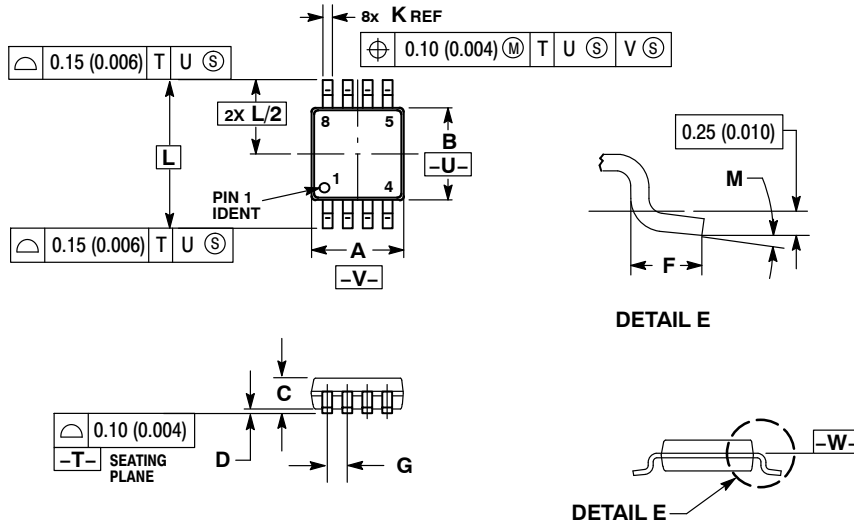 8x K REF
⌓ 0.15 (0.006) T U Ⓢ
⌖ 0.10 (0.004) Ⓜ T U Ⓢ V Ⓢ
2X L/2
8 5
B
-U-
L
0.25 (0.010)
M
PIN 1
IDENT
1 4
⌓ 0.15 (0.006) T U Ⓢ
A
-V-
F
DETAIL E
C
⌓ 0.10 (0.004)
-T- SEATING
PLANE
D
G
-W-
DETAIL E